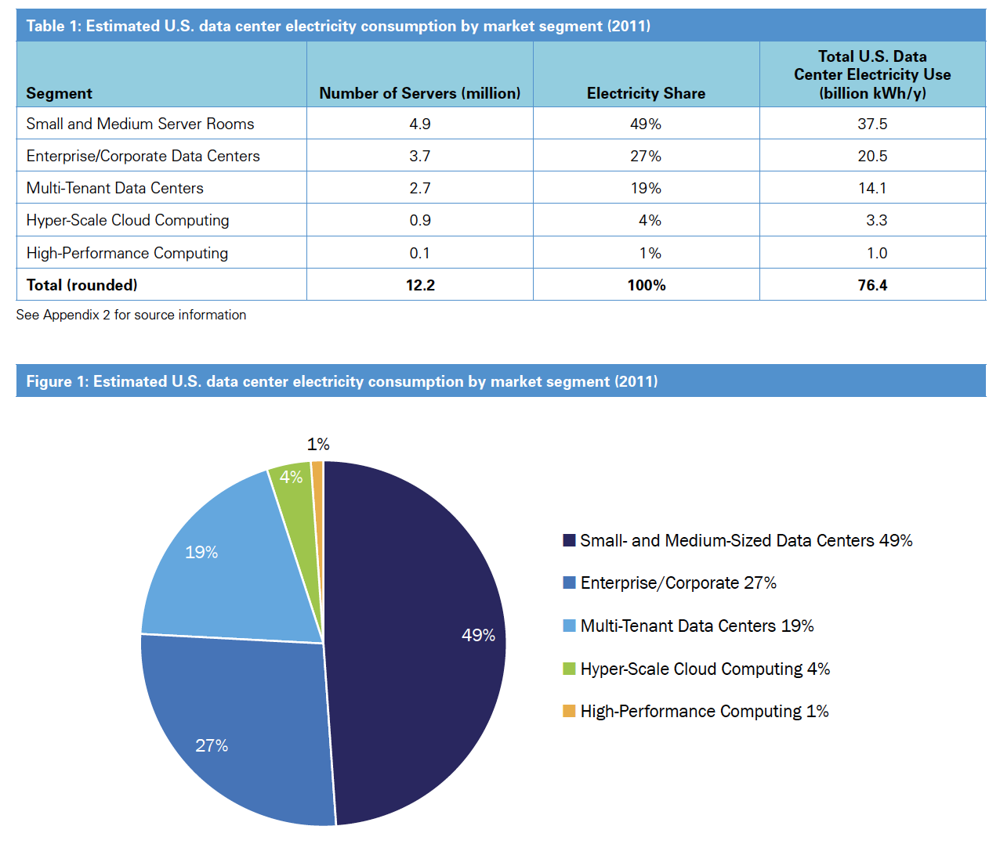 Table 1: Estimated U.S. data center electricity consumption by market segment (2011)
Segment Number of Servers (million) Electricity Share Total U.S. Data Center Electricity Use (billion kWh/y)
Small and Medium Server Rooms 4.9 49% 37.5
Enterprise/Corporate Data Centers 3.7 27% 20.5
Multi-Tenant Data Centers 2.7 19% 14.1
Hyper-Scale Cloud Computing 0.9 4% 3.3
High-Performance Computing 0.1 1% 1.0
Total (rounded) 12.2 100% 76.4
See Appendix 2 for source information
Figure 1: Estimated U.S. data center electricity consumption by market segment (2011)
1%
4%
19%
49%
27%
Small- and Medium-Sized Data Centers 49%
Enterprise/Corporate 27%
Multi-Tenant Data Centers 19%
Hyper-Scale Cloud Computing 4%
High-Performance Computing 1%